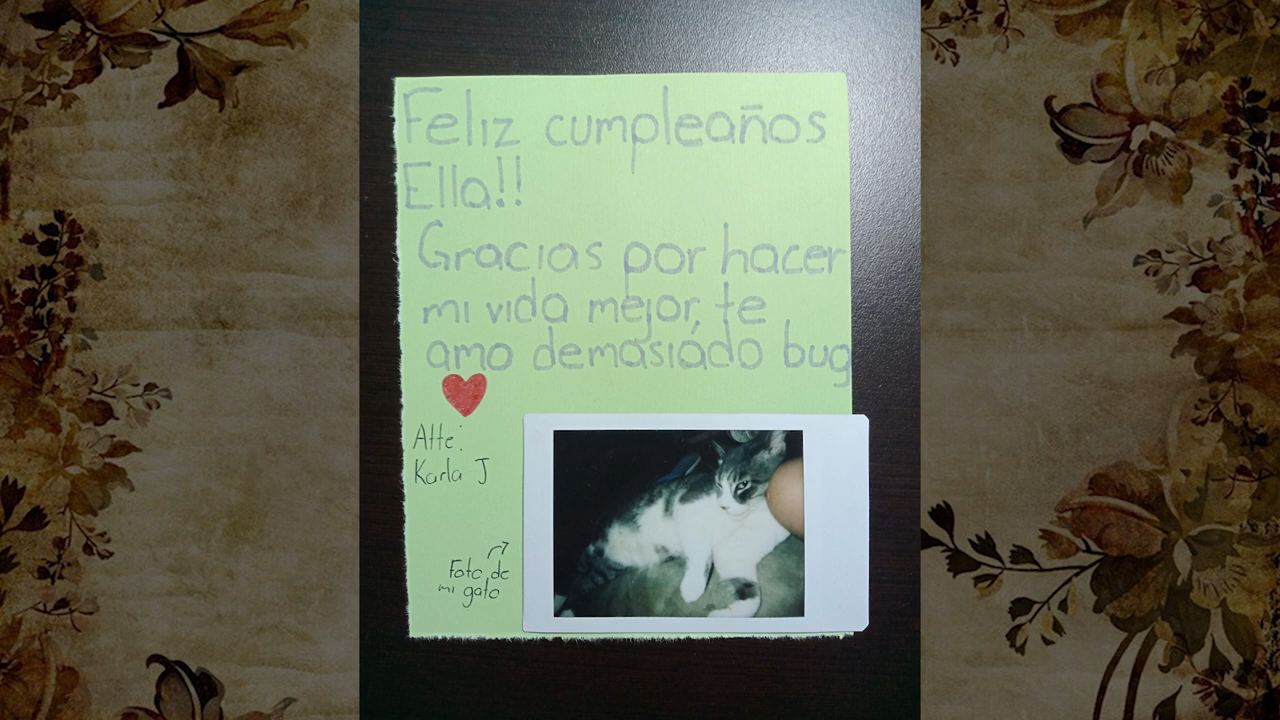 Feliz cumpleaños
Ella!!
Gracias por hacer
mi vida mejor, te
amo demasiado bug
Atte:
Karla J
Foto de
mi gato